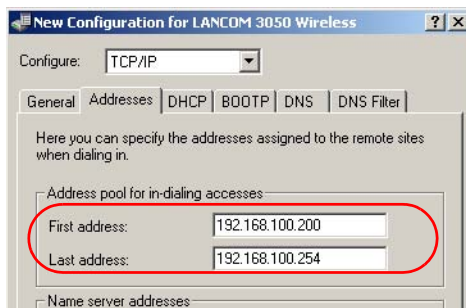 New Configuration for LANCOM 3050 Wireless
Configure: TCP/IP
General Addresses DHCP BOOTP DNS DNS Filter
Here you can specify the addresses assigned to the remote sites
when dialing in.
Address pool for in-dialing accesses
First address: 192.168.100.200
Last address: 192.168.100.254
Name server addresses